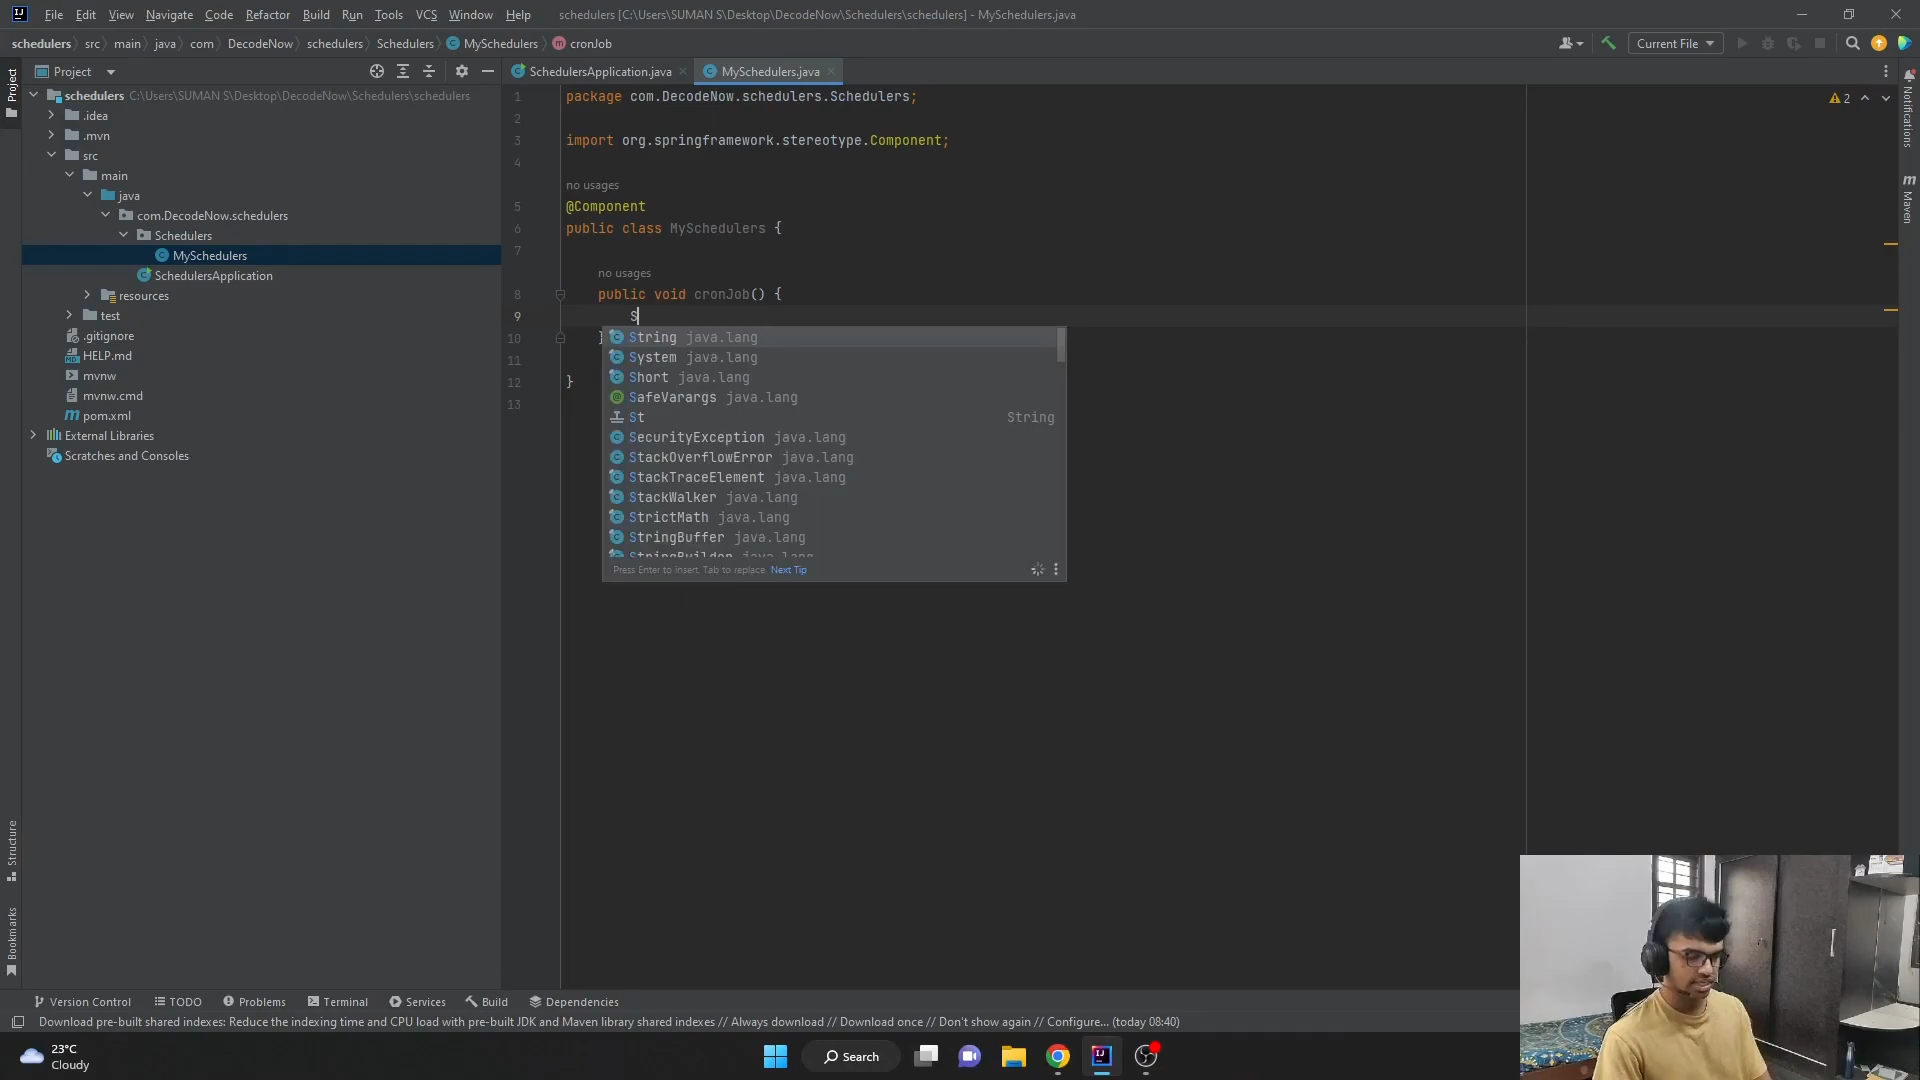 File Edit View Navigate Code Refactor Build Run Tools VCS Window Help schedulers [C:\Users\SUMAN S\Desktop\DecodeNow\Schedulers\schedulers] - MySchedulers.java
schedulers src main java com DecodeNow schedulers Schedulers MySchedulers cronJob
Current File
Project
SchedulersApplication.java MySchedulers.java
schedulers C:\Users\SUMAN S\Desktop\DecodeNow\Schedulers\schedulers
.idea
.mvn
src
main
java
com.DecodeNow.schedulers
Schedulers
MySchedulers
SchedulersApplication
resources
test
.gitignore
HELP.md
mvnw
mvnw.cmd
pom.xml
External Libraries
Scratches and Consoles
Project
Structure
Bookmarks
1 package com.DecodeNow.schedulers.Schedulers;
2
3 import org.springframework.stereotype.Component;
4
no usages
5 @Component
6 public class MySchedulers {
7
no usages
8 public void cronJob() {
9 S
10 }
11
12 }
13
String java.lang
System java.lang
Short java.lang
SafeVarargs java.lang
St String
SecurityException java.lang
StackOverflowError java.lang
StackTraceElement java.lang
StackWalker java.lang
StrictMath java.lang
StringBuffer java.lang
StringBuilder java.lang
Press Enter to insert, Tab to replace Next Tip
2
Notifications
Maven
Version Control TODO Problems Terminal Services Build Dependencies
Download pre-built shared indexes: Reduce the indexing time and CPU load with pre-built JDK and Maven library shared indexes // Always download // Download once // Don't show again // Configure... (today 08:40)
23°C
Cloudy
Search